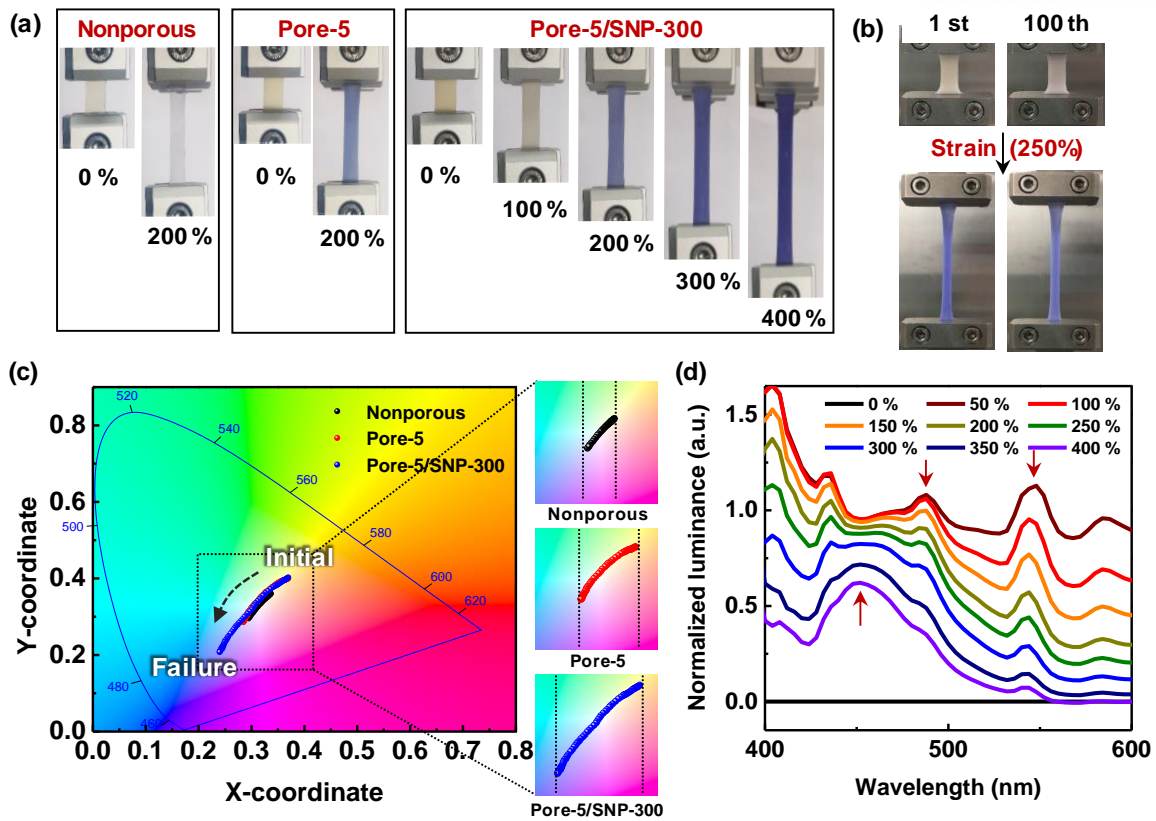 (a)
Nonporous
Pore-5
Pore-5/SNP-300
0 %
200 %
0 %
200 %
0 %
100 %
200 %
300 %
400 %
(b)
1 st
100 th
Strain (250%)
(c)
Y-coordinate
0.8
0.6
0.4
0.2
0.0
0.0 0.1 0.2 0.3 0.4 0.5 0.6 0.7 0.8
X-coordinate
520
540
560
580
600
620
500
480
460
Nonporous
Pore-5
Pore-5/SNP-300
Initial
Failure
Nonporous
Pore-5
Pore-5/SNP-300
(d)
Normalized luminance (a.u.)
1.5
1.0
0.5
0.0
0 % 50 % 100 %
150 % 200 % 250 %
300 % 350 % 400 %
400 500 600
Wavelength (nm)